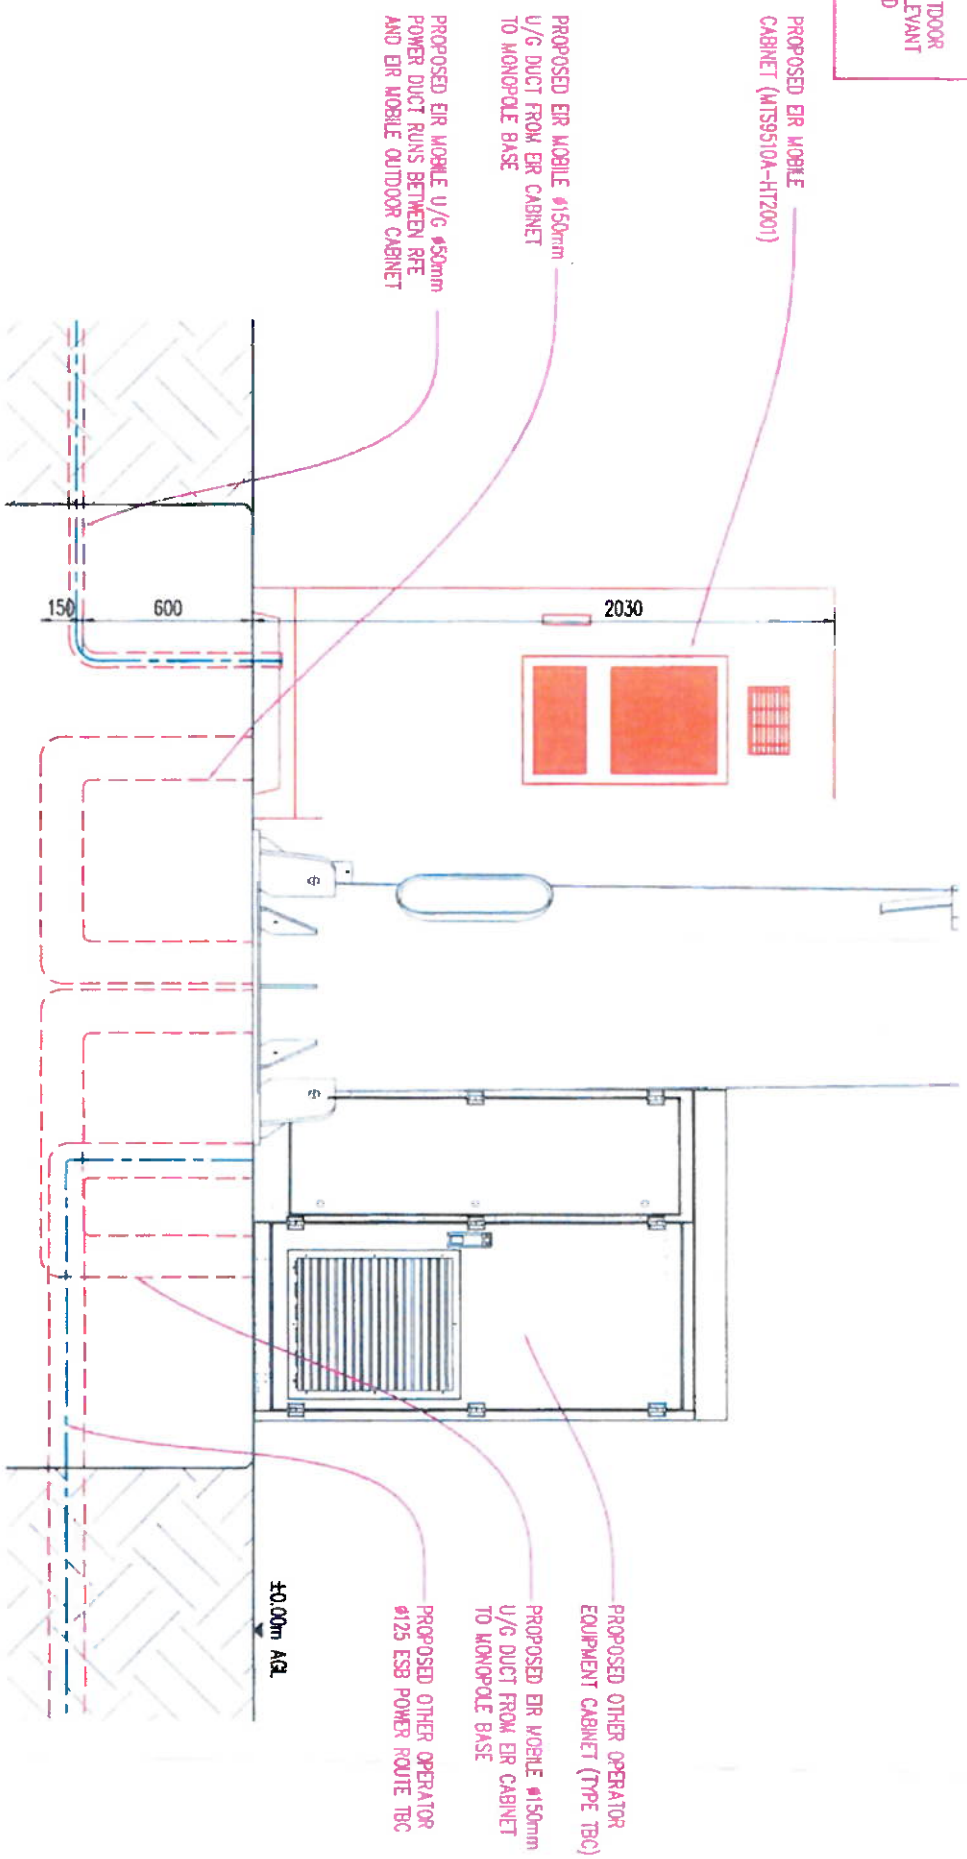 TDOOR
LEVANT
D
PROPOSED EIR MOBILE
CABINET (MTS9510A-HT2001)
PROPOSED EIR MOBILE ø150mm
U/G DUCT FROM EIR CABINET
TO MONOPOLE BASE
PROPOSED EIR MOBILE U/G ø50mm
POWER DUCT RUNS BETWEEN RFE
AND EIR MOBILE OUTDOOR CABINET
2030
600
150
PROPOSED OTHER OPERATOR
EQUIPMENT CABINET (TYPE TBC)
PROPOSED EIR MOBILE ø150mm
U/G DUCT FROM EIR CABINET
TO MONOPOLE BASE
PROPOSED OTHER OPERATOR
ø125 ESB POWER ROUTE TBC
±0.00m AGL